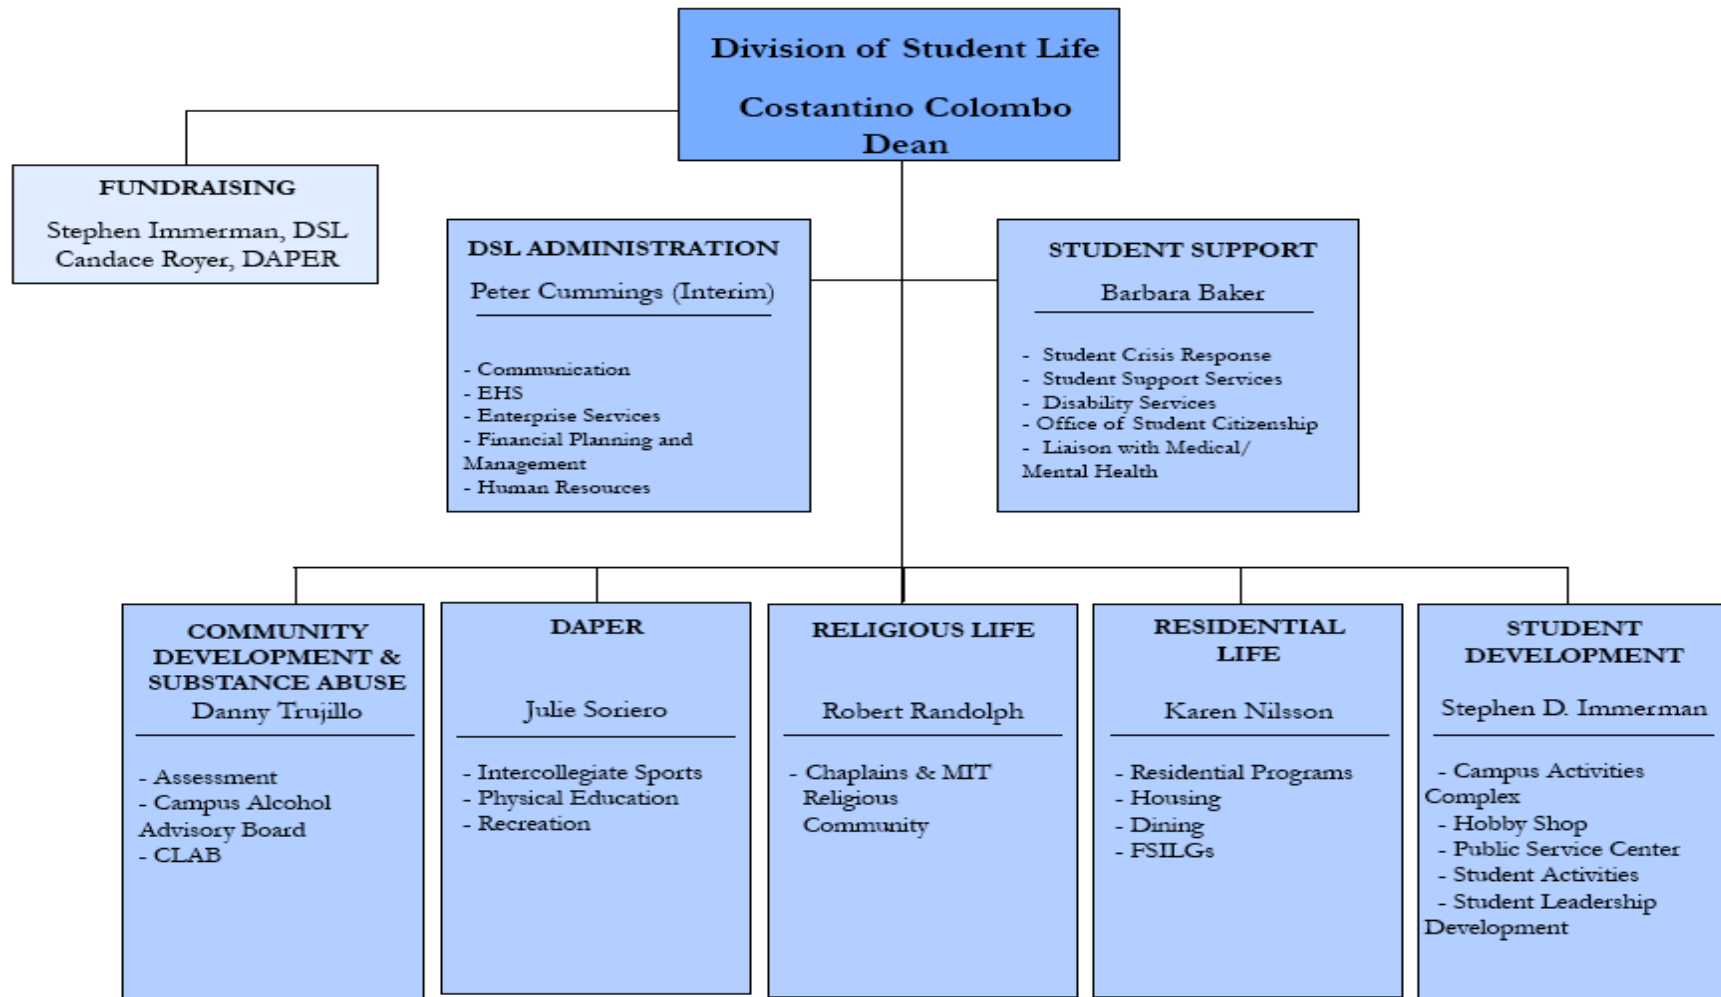 Division of Student Life
Costantino Colombo
Dean
FUNDRAISING
Stephen Immerman, DSL
Candace Royer, DAPER
DSL ADMINISTRATION
Peter Cummings (Interim)
- Communication
- EHS
- Enterprise Services
- Financial Planning and
Management
- Human Resources
STUDENT SUPPORT
Barbara Baker
- Student Crisis Response
- Student Support Services
- Disability Services
- Office of Student Citizenship
- Liaison with Medical/
Mental Health
COMMUNITY
DEVELOPMENT &
SUBSTANCE ABUSE
Danny Trujillo
- Assessment
- Campus Alcohol
Advisory Board
- CLAB
DAPER
Julie Soriero
- Intercollegiate Sports
- Physical Education
- Recreation
RELIGIOUS LIFE
Robert Randolph
- Chaplains & MIT
Religious
Community
RESIDENTIAL
LIFE
Karen Nilsson
- Residential Programs
- Housing
- Dining
- FSILGs
STUDENT
DEVELOPMENT
Stephen D. Immerman
- Campus Activities
Complex
- Hobby Shop
- Public Service Center
- Student Activities
- Student Leadership
Development